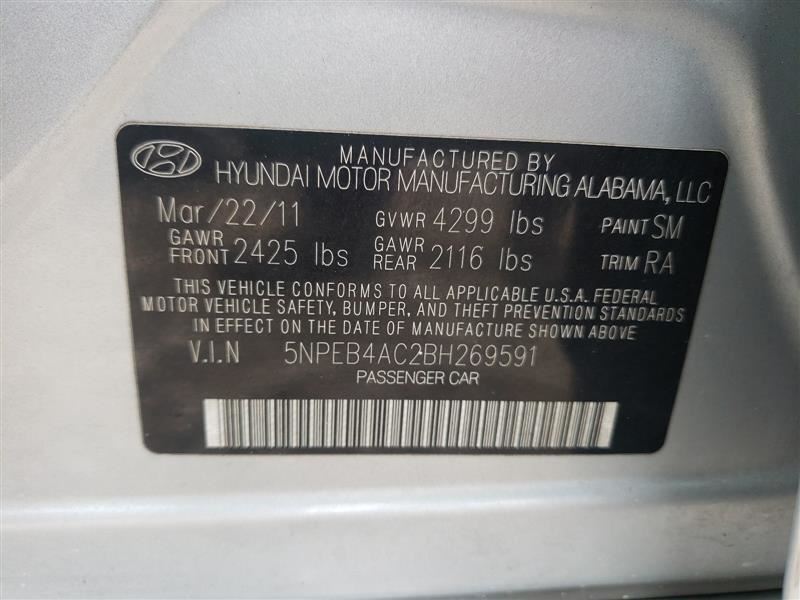 MANUFACTURED BY
HYUNDAI MOTOR MANUFACTURING ALABAMA, LLC
Mar/22/11 GVWR 4299 lbs PAINT SM
GAWR FRONT 2425 lbs GAWR REAR 2116 lbs TRIM RA
THIS VEHICLE CONFORMS TO ALL APPLICABLE U.S.A. FEDERAL
MOTOR VEHICLE SAFETY, BUMPER, AND THEFT PREVENTION STANDARDS
IN EFFECT ON THE DATE OF MANUFACTURE SHOWN ABOVE.
V.I.N 5NPEB4AC2BH269591
PASSENGER CAR